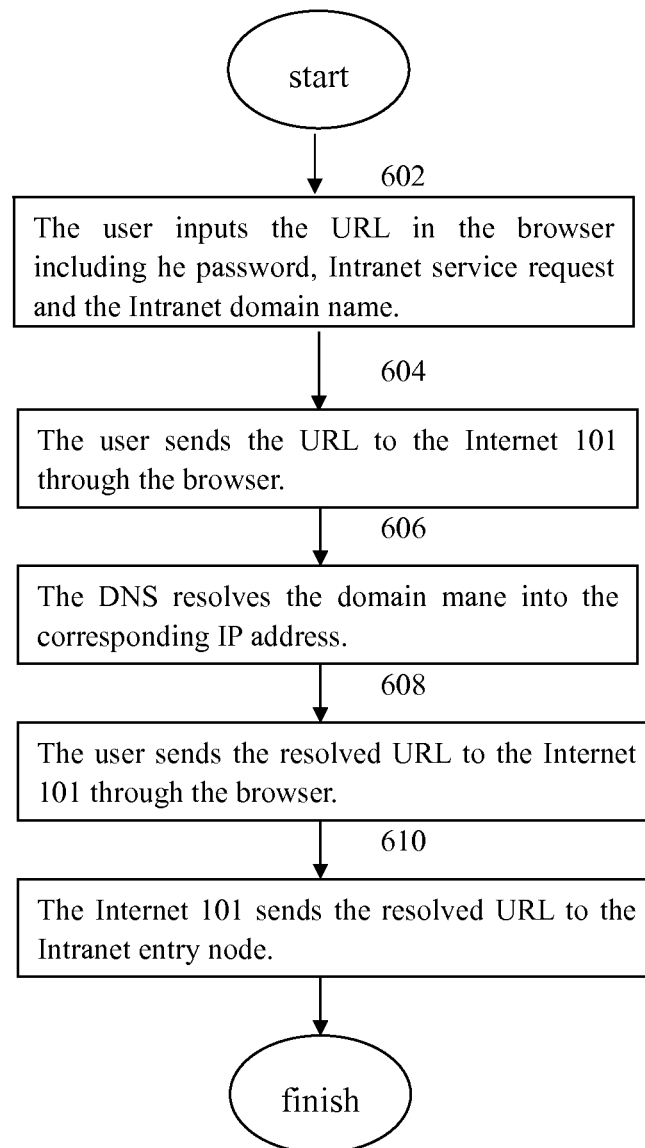 start
602
The user inputs the URL in the browser
including he password, Intranet service request
and the Intranet domain name.
604
The user sends the URL to the Internet 101
through the browser.
606
The DNS resolves the domain mane into the
corresponding IP address.
608
The user sends the resolved URL to the Internet
101 through the browser.
610
The Internet 101 sends the resolved URL to the
Intranet entry node.
finish